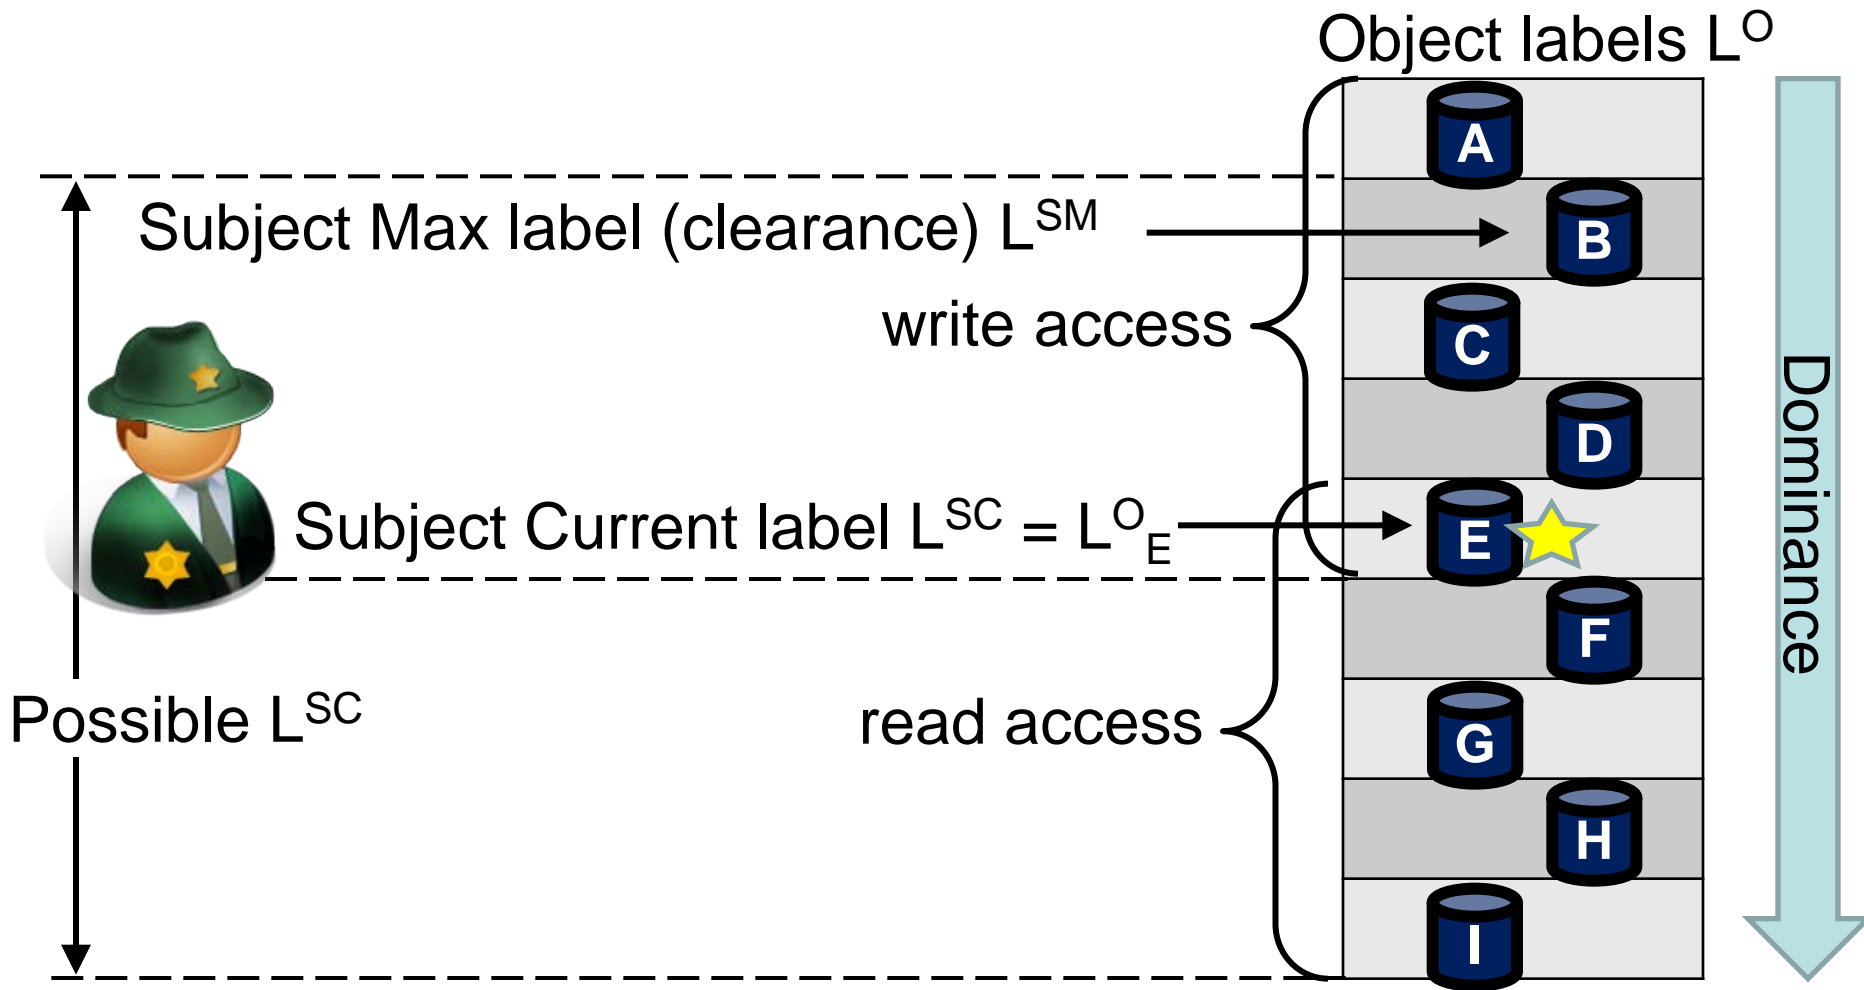 Object labels L^O
A
Subject Max label (clearance) L^SM
B
write access
C
D
Dominance
Subject Current label L^SC = L^O_E
E
F
Possible L^SC
read access
G
H
I